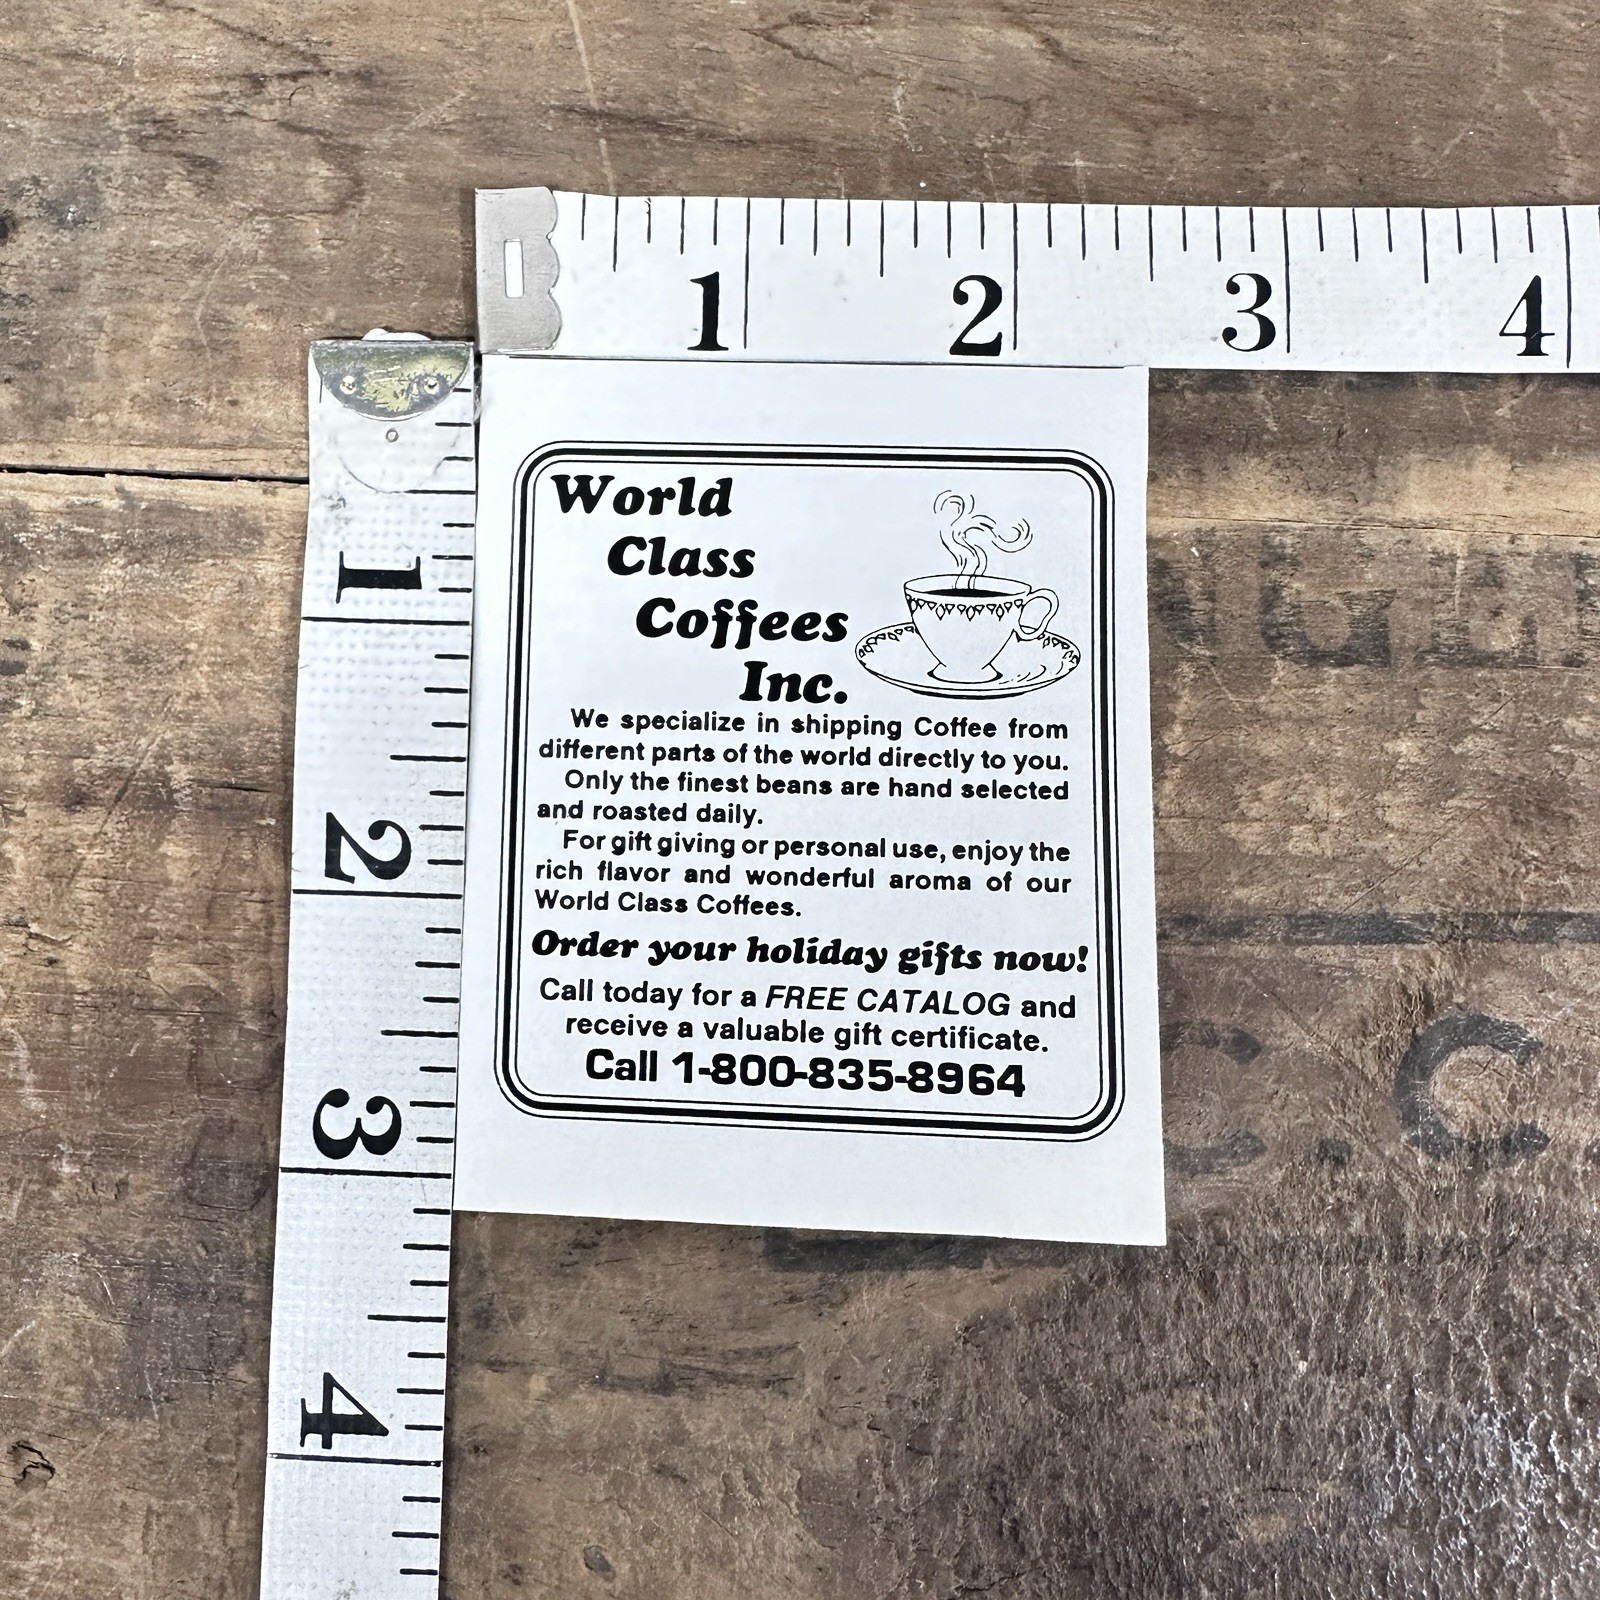 1 2 3 4
1
2
3
4
World
Class
Coffees
Inc.
We specialize in shipping Coffee from
different parts of the world directly to you.
Only the finest beans are hand selected
and roasted daily.
For gift giving or personal use, enjoy the
rich flavor and wonderful aroma of our
World Class Coffees.
Order your holiday gifts now!
Call today for a FREE CATALOG and
receive a valuable gift certificate.
Call 1-800-835-8964